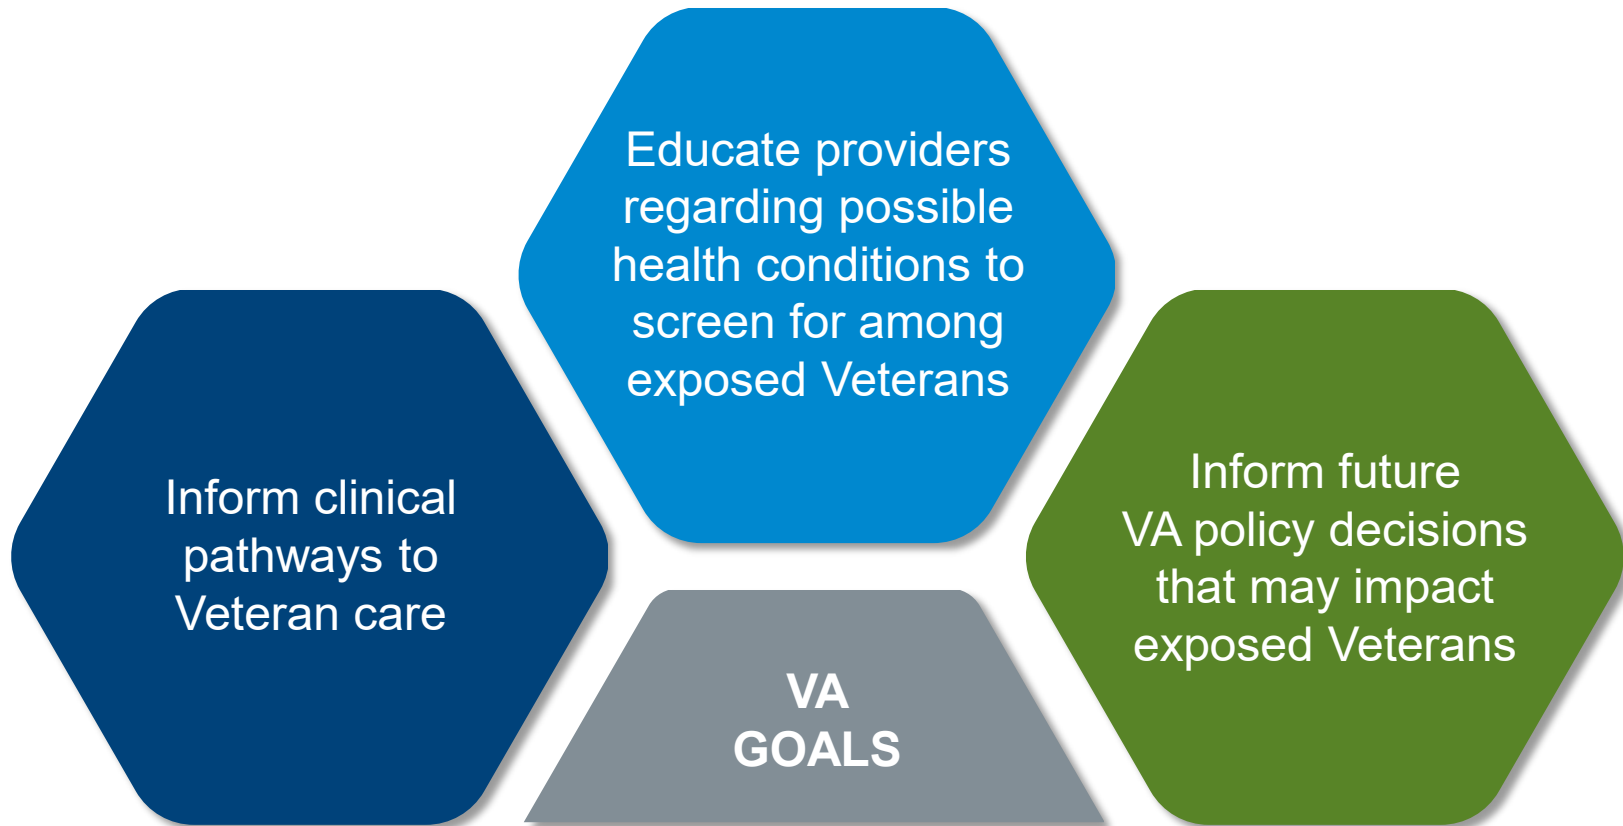 Educate providers
regarding possible
health conditions to
screen for among
exposed Veterans
Inform clinical
pathways to
Veteran care
Inform future
VA policy decisions
that may impact
exposed Veterans
VA
GOALS